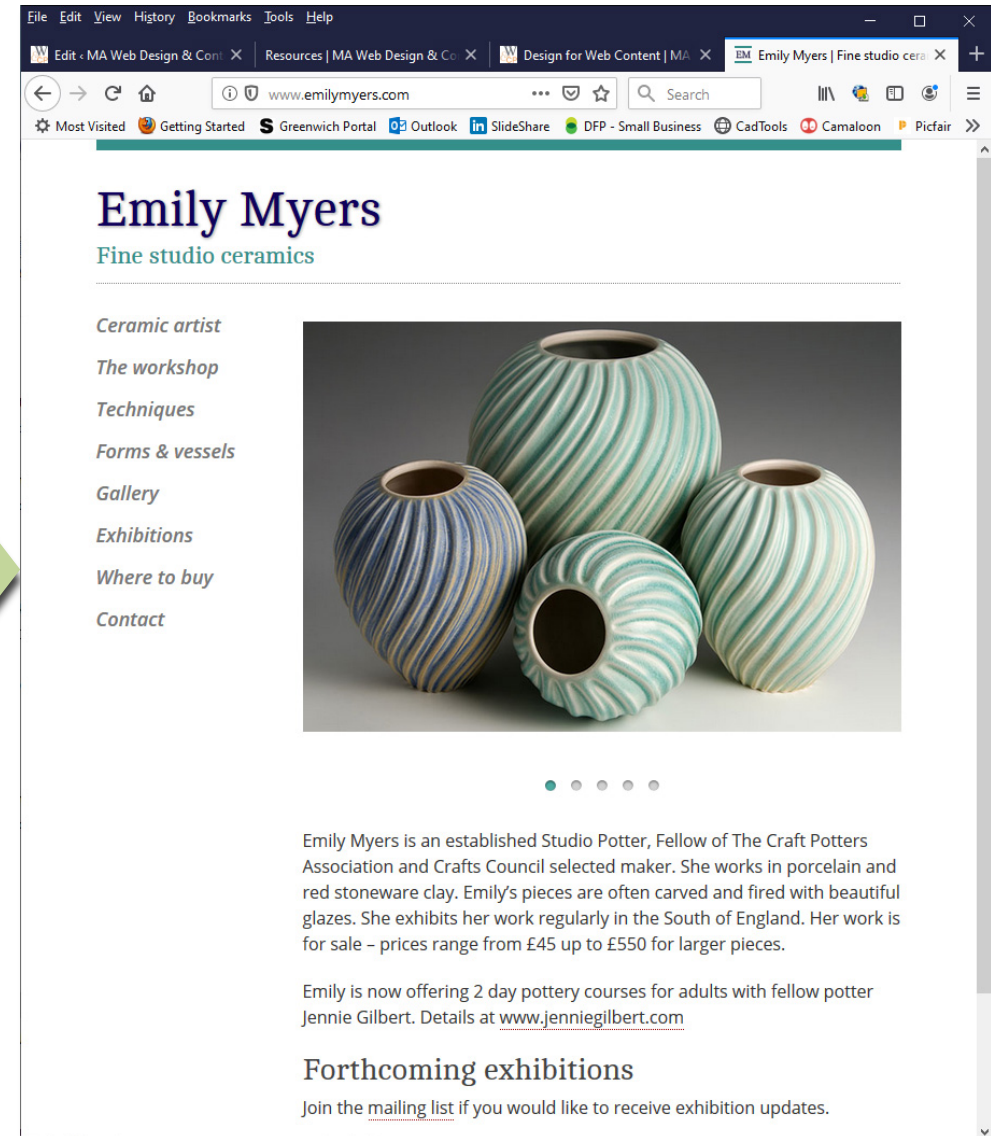 File Edit View History Bookmarks Tools Help
Edit ‹ MA Web Design & Cont
Resources | MA Web Design & Co
Design for Web Content | MA
EM Emily Myers | Fine studio cera
www.emilymyers.com
Search
Most Visited Getting Started S Greenwich Portal Outlook in SlideShare DFP - Small Business CadTools Camaloon P Picfair
Emily Myers
Fine studio ceramics
Ceramic artist
The workshop
Techniques
Forms & vessels
Gallery
Exhibitions
Where to buy
Contact
Emily Myers is an established Studio Potter, Fellow of The Craft Potters
Association and Crafts Council selected maker. She works in porcelain and
red stoneware clay. Emily’s pieces are often carved and fired with beautiful
glazes. She exhibits her work regularly in the South of England. Her work is
for sale – prices range from £45 up to £550 for larger pieces.
Emily is now offering 2 day pottery courses for adults with fellow potter
Jennie Gilbert. Details at www.jenniegilbert.com
Forthcoming exhibitions
Join the mailing list if you would like to receive exhibition updates.